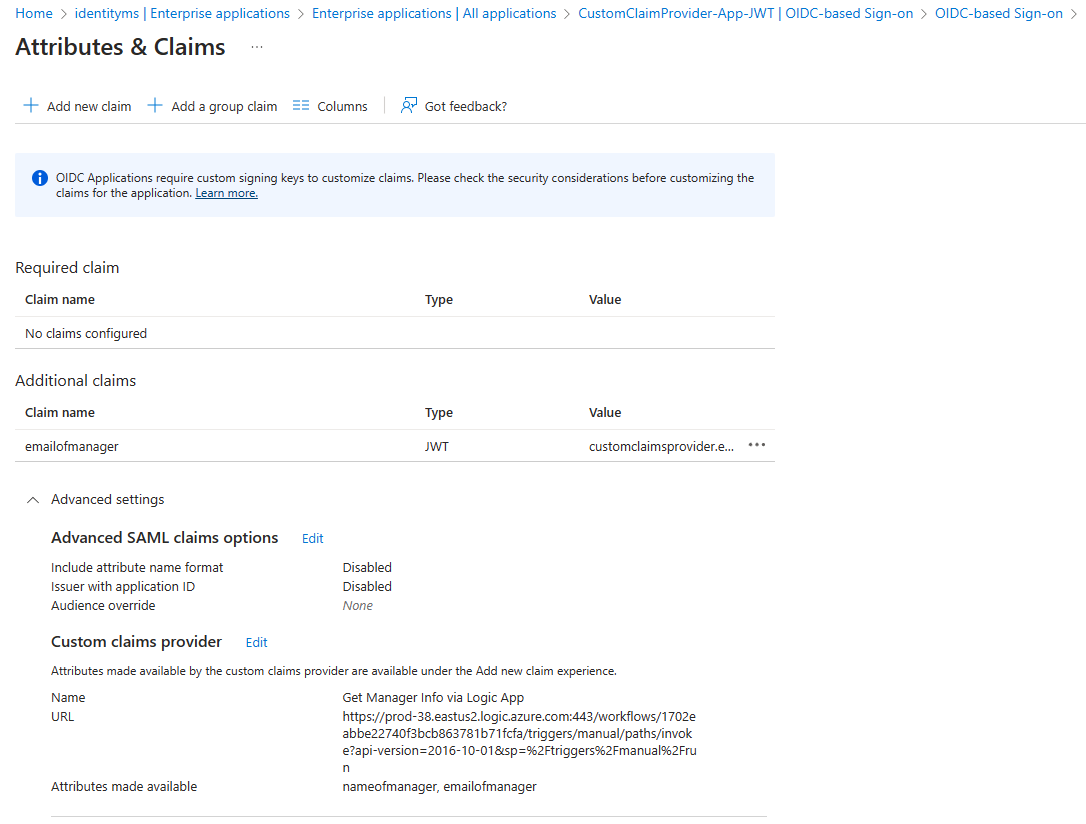 Home > identityms | Enterprise applications > Enterprise applications | All applications > CustomClaimProvider-App-JWT | OIDC-based Sign-on > OIDC-based Sign-on >
Attributes & Claims ...
Add new claim Add a group claim Columns Got feedback?
OIDC Applications require custom signing keys to customize claims. Please check the security considerations before customizing the
claims for the application. Learn more.
Required claim
Claim name Type Value
No claims configured
Additional claims
Claim name Type Value
emailofmanager JWT customclaimsprovider.e... ...
Advanced settings
Advanced SAML claims options Edit
Include attribute name format Disabled
Issuer with application ID Disabled
Audience override None
Custom claims provider Edit
Attributes made available by the custom claims provider are available under the Add new claim experience.
Name Get Manager Info via Logic App
URL https://prod-38.eastus2.logic.azure.com:443/workflows/1702e
abbe22740f3bcb863781b71fcfa/triggers/manual/paths/invok
e?api-version=2016-10-01&sp=%2Ftriggers%2Fmanual%2Fru
n
Attributes made available nameofmanager, emailofmanager